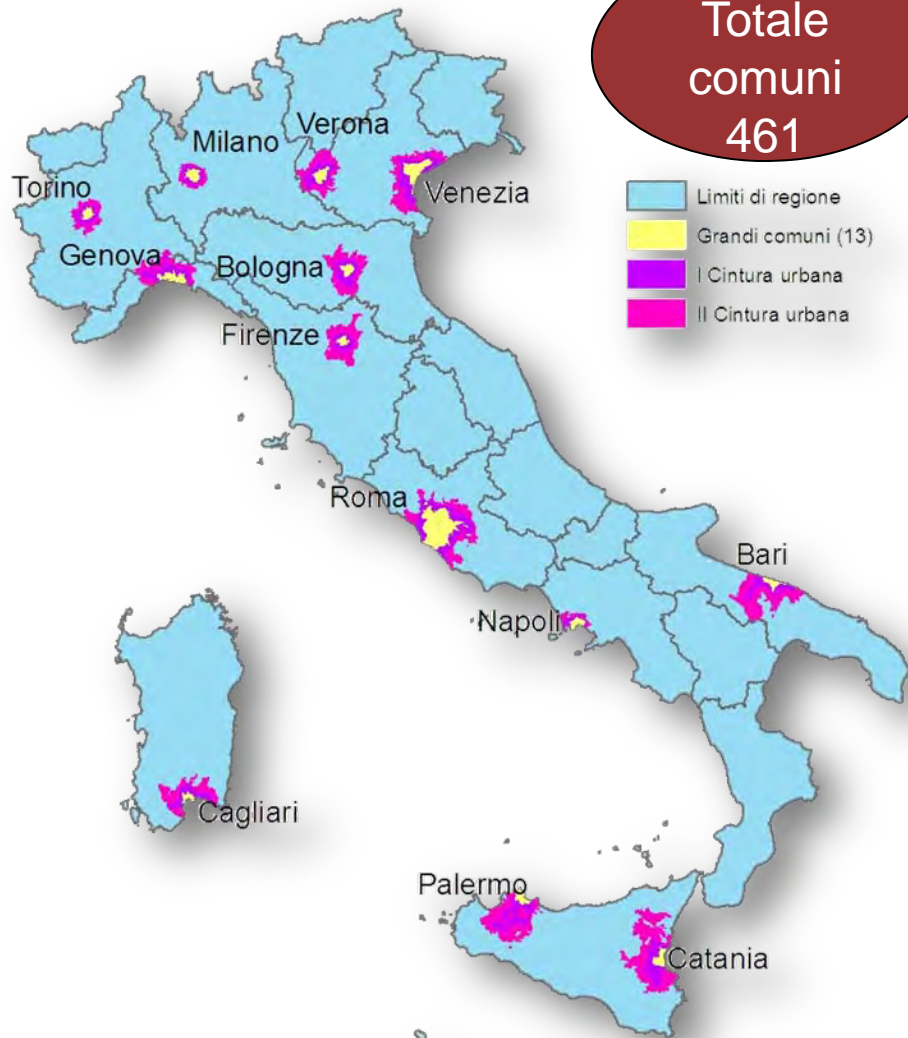 Totale
comuni
461
Limiti di regione
Grandi comuni (13)
I Cintura urbana
II Cintura urbana
Verona
Milano
Torino
Venezia
Genova
Bologna
Firenze
Roma
Bari
Napoli
Cagliari
Palermo
Catania